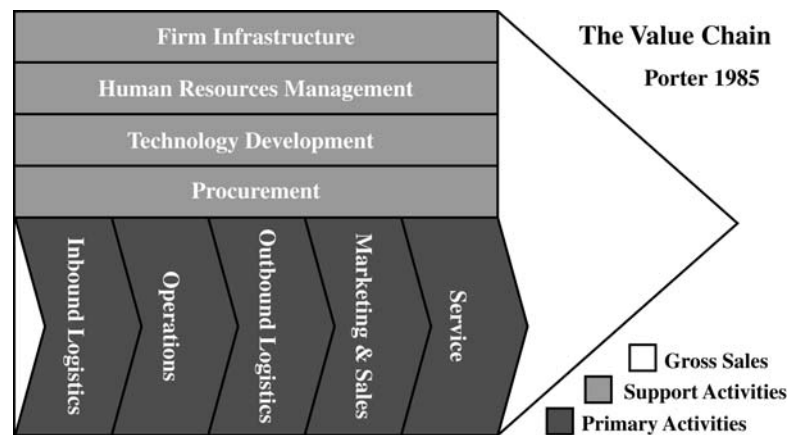 Firm Infrastructure
Human Resources Management
Technology Development
Procurement
Inbound Logistics
Operations
Outbound Logistics
Marketing & Sales
Service
The Value Chain
Porter 1985
Gross Sales
Support Activities
Primary Activities